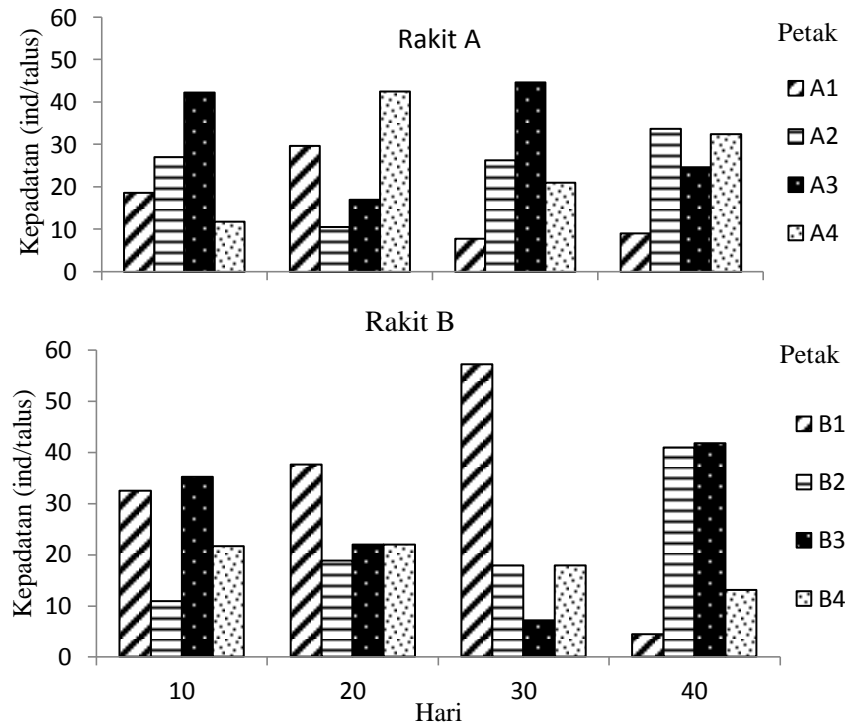 Rakit A
Petak
Kepadatan (ind/talus)
60
50
40
30
20
10
0
A1
A2
A3
A4
Rakit B
Petak
Kepadatan (ind/talus)
60
50
40
30
20
10
0
B1
B2
B3
B4
10 20 30 40
Hari